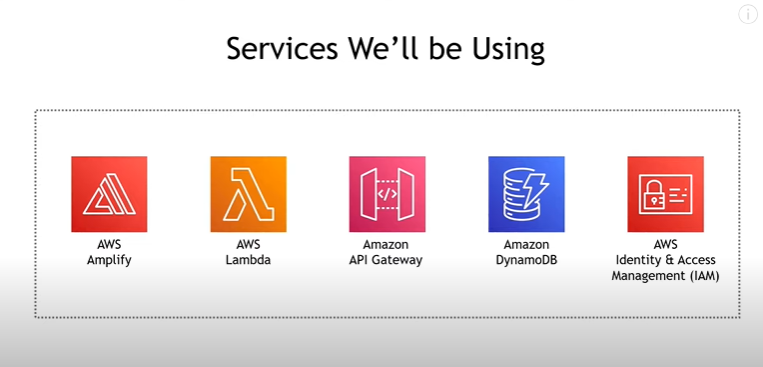 Services We'll be Using
AWS
Amplify
AWS
Lambda
Amazon
API Gateway
Amazon
DynamoDB
AWS
Identity & Access
Management (IAM)